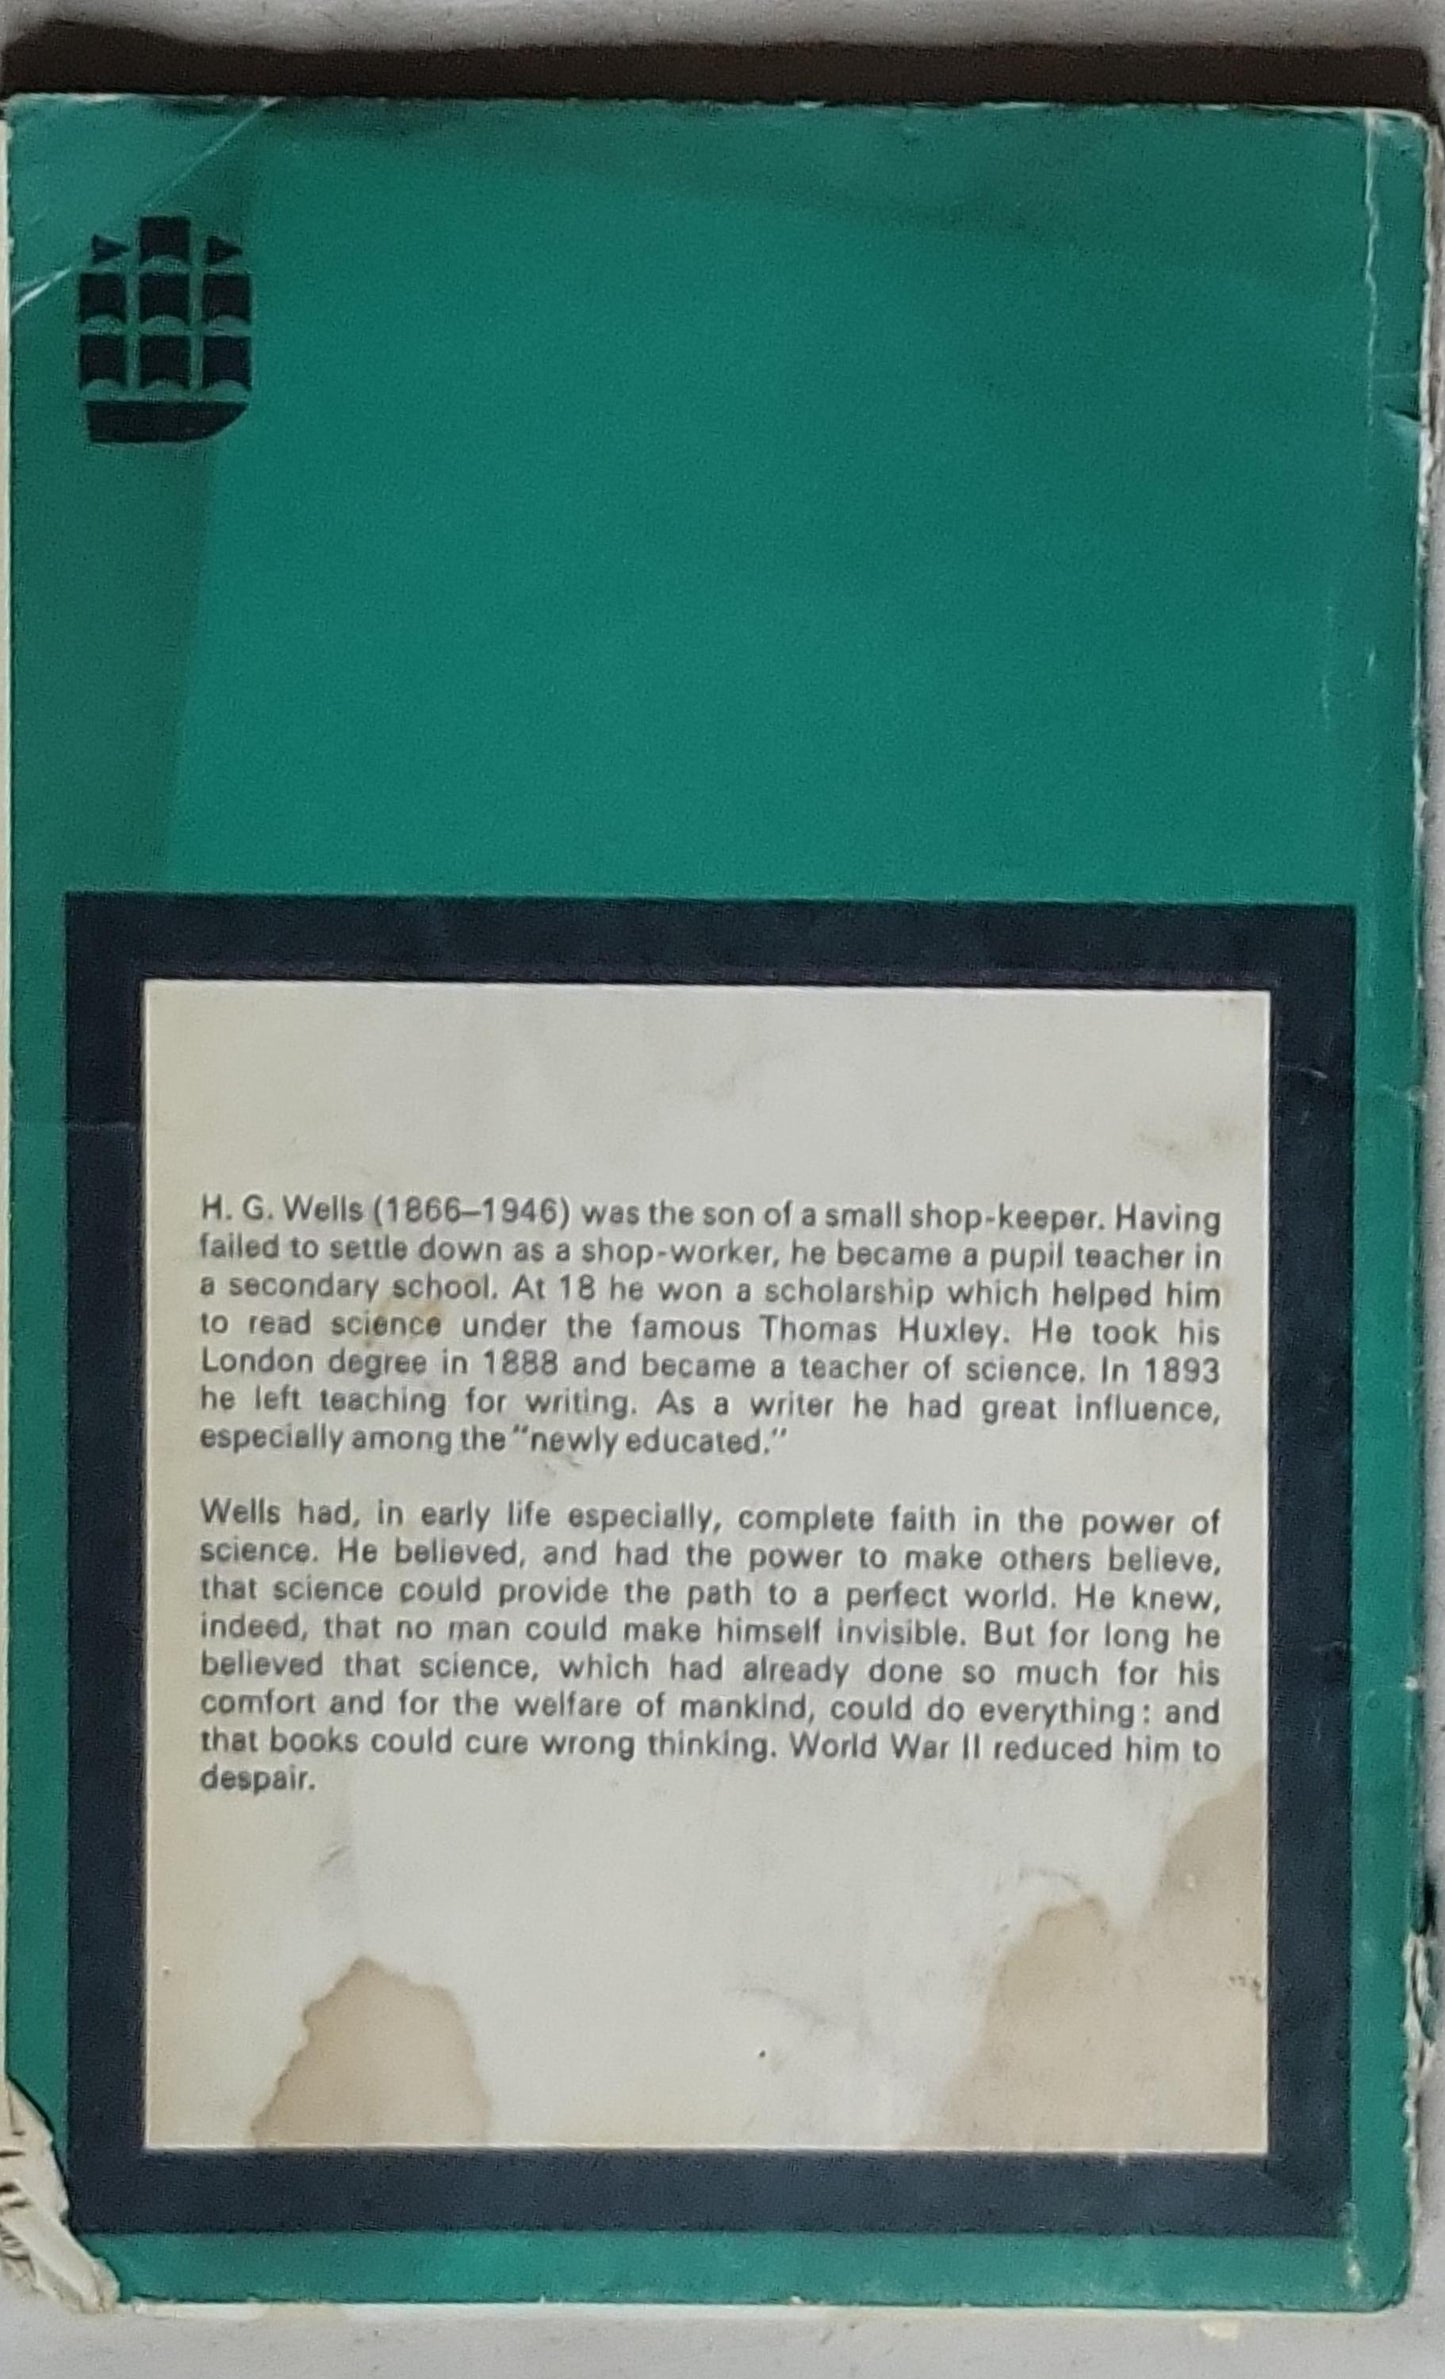 H. G. Wells (1866–1946) was the son of a small shop-keeper. Having
failed to settle down as a shop-worker, he became a pupil teacher in
a secondary school. At 18 he won a scholarship which helped him
to read science under the famous Thomas Huxley. He took his
London degree in 1888 and became a teacher of science. In 1893
he left teaching for writing. As a writer he had great influence,
especially among the “newly educated.”
Wells had, in early life especially, complete faith in the power of
science. He believed, and had the power to make others believe,
that science could provide the path to a perfect world. He knew,
indeed, that no man could make himself invisible. But for long he
believed that science, which had already done so much for his
comfort and for the welfare of mankind, could do everything: and
that books could cure wrong thinking. World War II reduced him to
despair.